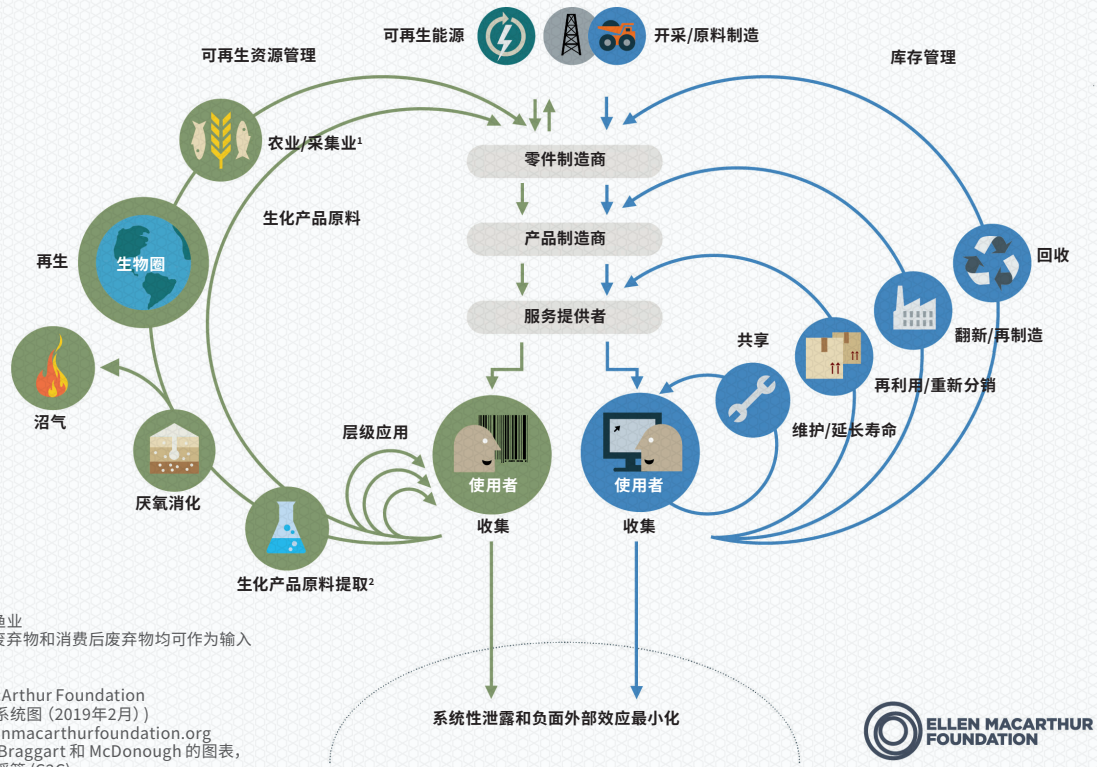 可再生能源
开采/原料制造
可再生资源管理
库存管理
农业/采集业¹
零件制造商
生化产品原料
产品制造商
再生
生物圈
回收
服务提供者
翻新/再制造
共享
再利用/重新分销
沼气
层级应用
维护/延长寿命
使用者
使用者
厌氧消化
收集
收集
生化产品原料提取²
渔业
废弃物和消费后废弃物均可作为输入
Arthur Foundation
系统图 (2019年2月) )
nmacarthurfoundation.org
Braggart 和 McDonough 的图表,
(C2C)
系统性泄露和负面外部效应最小化
ELLEN MACARTHUR
FOUNDATION